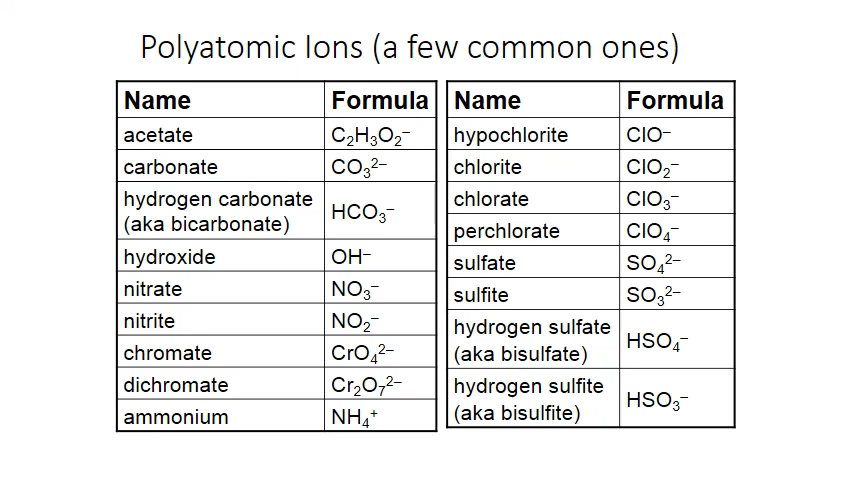 Polyatomic Ions (a few common ones)
Name Formula
acetate C₂H₃O₂⁻
carbonate CO₃²⁻
hydrogen carbonate
(aka bicarbonate) HCO₃⁻
hydroxide OH⁻
nitrate NO₃⁻
nitrite NO₂⁻
chromate CrO₄²⁻
dichromate Cr₂O₇²⁻
ammonium NH₄⁺
Name Formula
hypochlorite ClO⁻
chlorite ClO₂⁻
chlorate ClO₃⁻
perchlorate ClO₄⁻
sulfate SO₄²⁻
sulfite SO₃²⁻
hydrogen sulfate
(aka bisulfate) HSO₄⁻
hydrogen sulfite
(aka bisulfite) HSO₃⁻